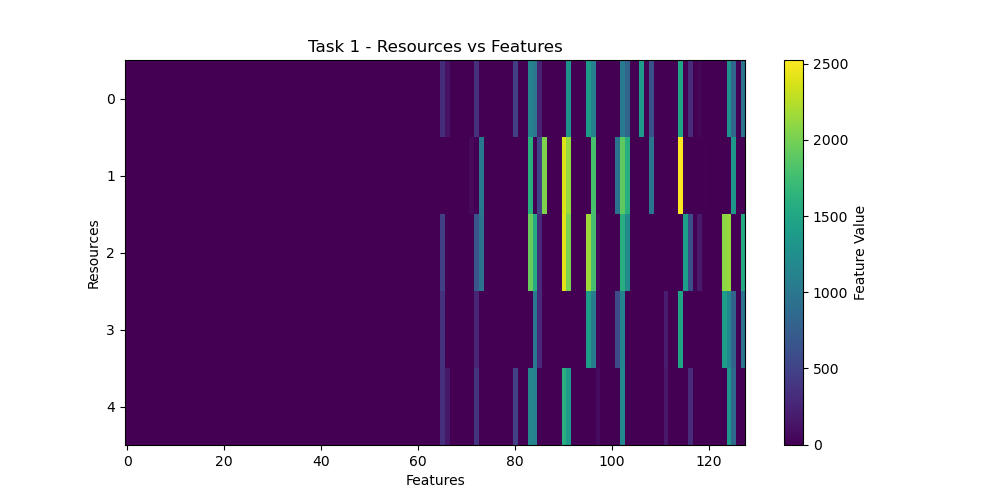 Task 1 - Resources vs Features
0
1
2
3
4
Resources
0 20 40 60 80 100 120
Features
2500
2000
1500
1000
500
0
Feature Value